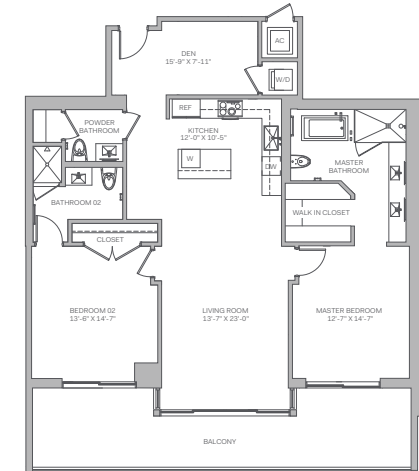 AC
DEN
15'-9" X 7'-11"
W/D
REF
POWDER
BATHROOM
KITCHEN
12'-0" X 10'-5"
W
DW
MASTER
BATHROOM
BATHROOM 02
WALK IN CLOSET
CLOSET
BEDROOM 02
13'-6" X 14'-7"
LIVING ROOM
13'-7" X 23'-0"
MASTER BEDROOM
12'-7" X 14'-7"
BALCONY